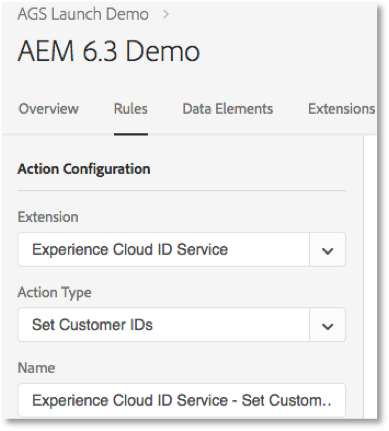 AGS Launch Demo >
AEM 6.3 Demo
Overview Rules Data Elements Extensions
Action Configuration
Extension
Experience Cloud ID Service
Action Type
Set Customer IDs
Name
Experience Cloud ID Service - Set Custom..